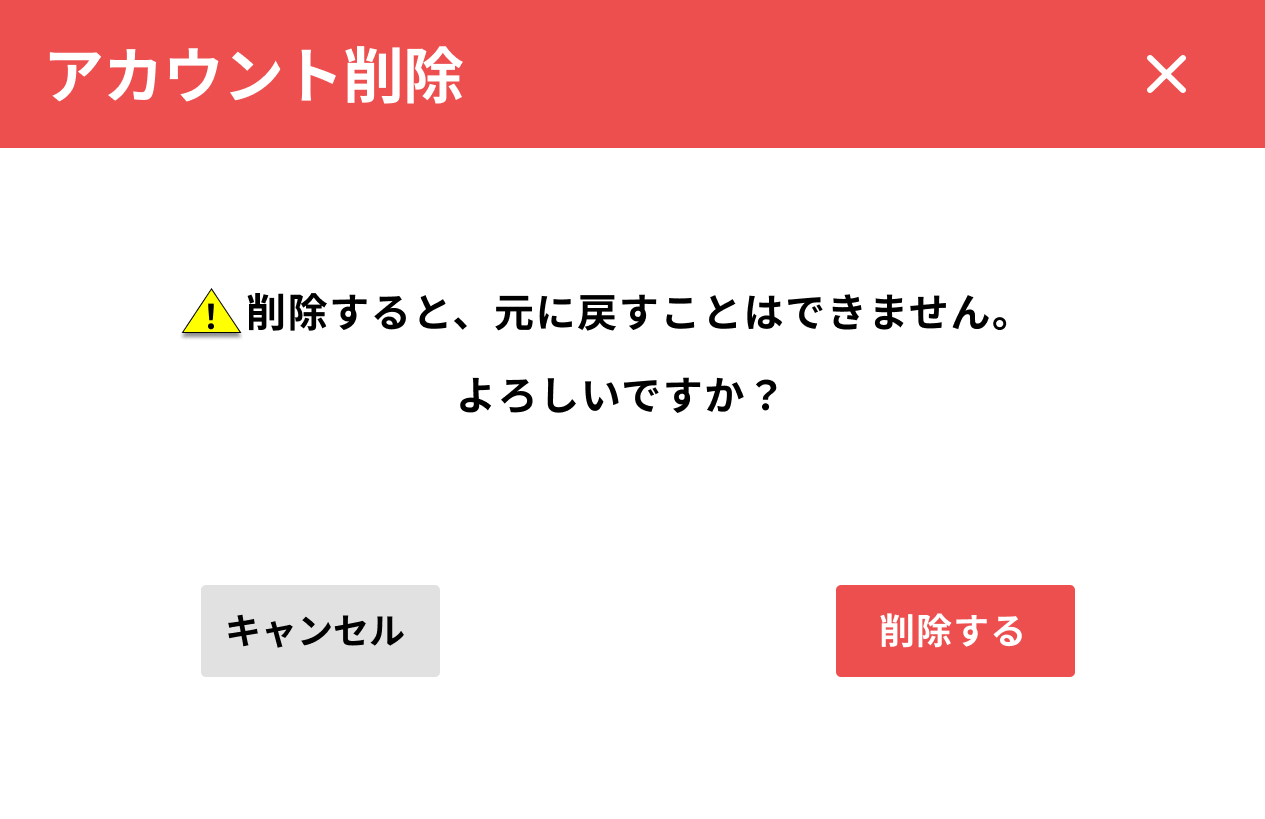 アカウント削除
削除すると、元に戻すことはできません。
よろしいですか？
キャンセル
削除する